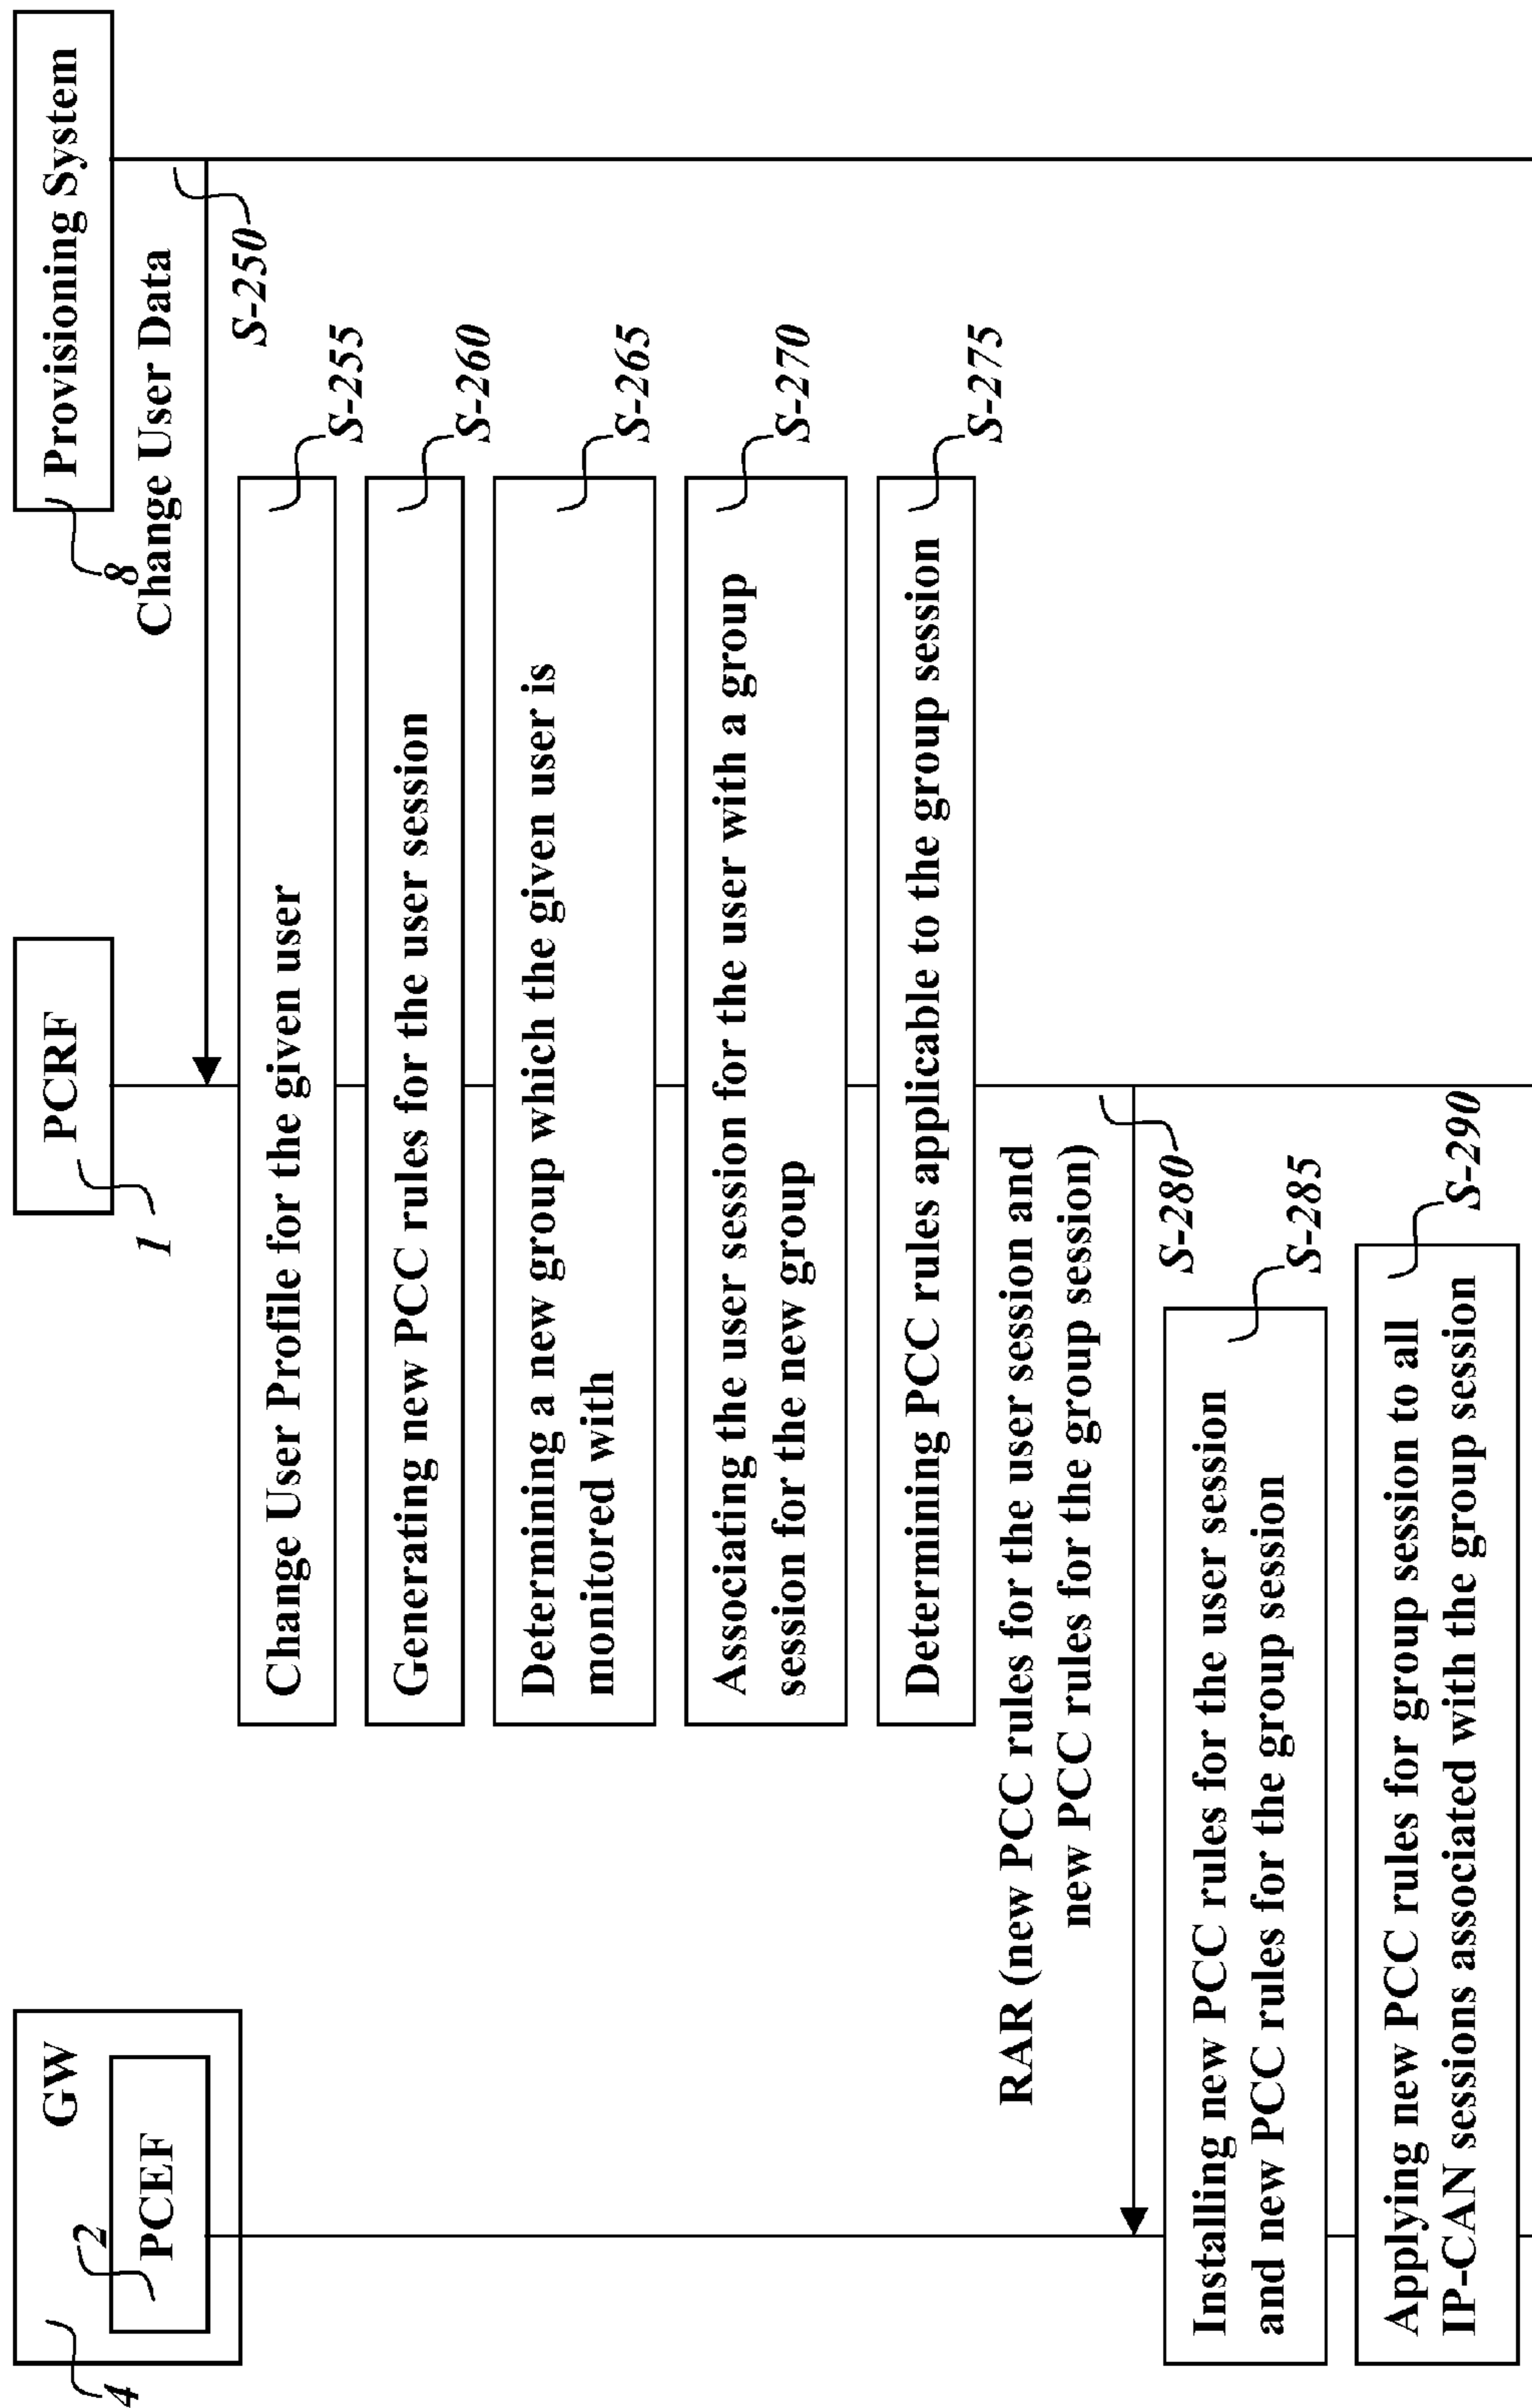 GW
4
2
PCEF
PCRF
1
Provisioning System
8
Change User Data
S-250
Change User Profile for the given user
S-255
Generating new PCC rules for the user session
S-260
Determining a new group which the given user is
monitored with
S-265
Associating the user session for the user with a group
session for the new group
S-270
Determining PCC rules applicable to the group session
S-275
RAR (new PCC rules for the user session and
new PCC rules for the group session)
S-280
Installing new PCC rules for the user session
and new PCC rules for the group session
S-285
Applying new PCC rules for group session to all
IP-CAN sessions associated with the group session
S-290